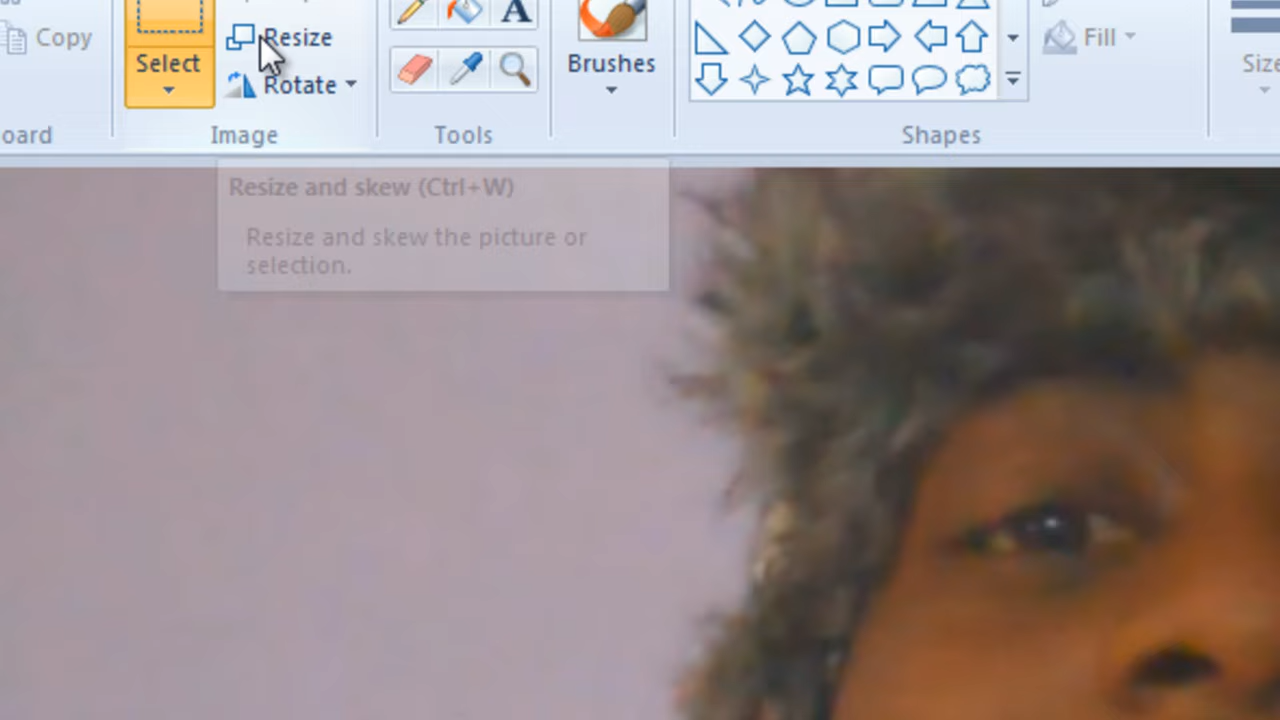 Copy
Select
Resize
Rotate
A
Brushes
Fill
Size
oard
Image
Tools
Shapes
Resize and skew (Ctrl+W)
Resize and skew the picture or
selection.